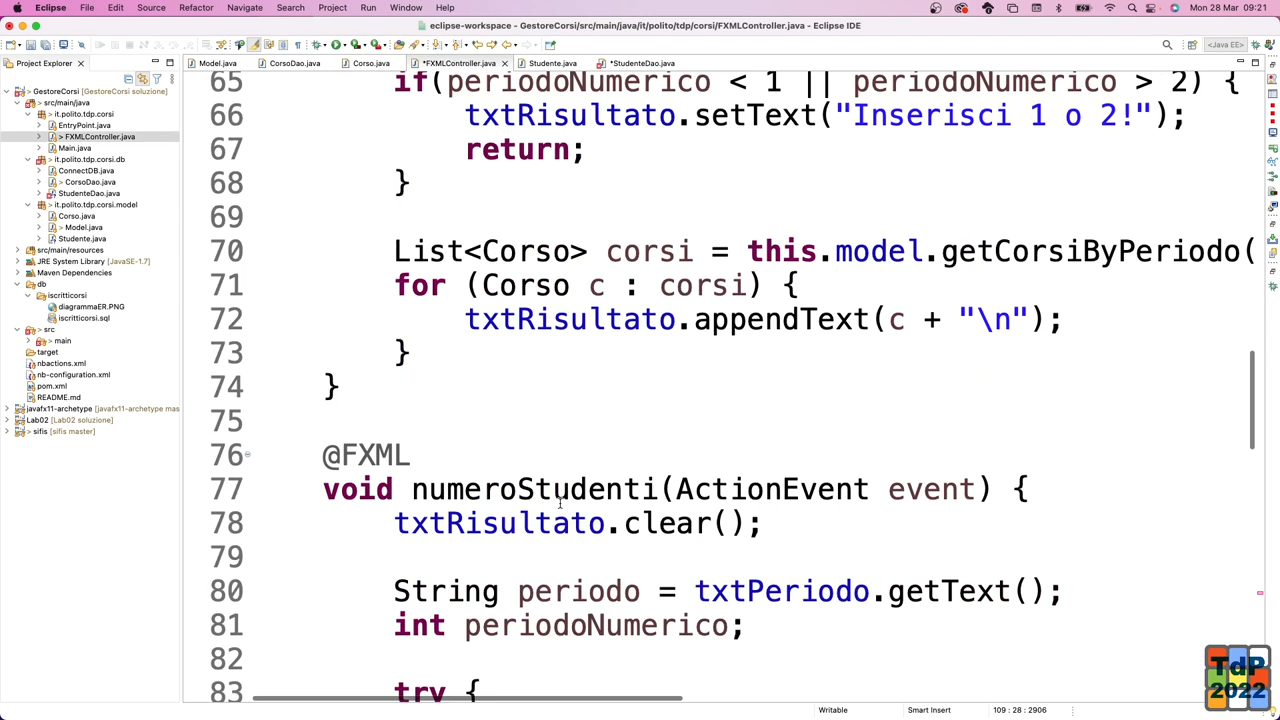 Eclipse File Edit Source Refactor Navigate Search Project Run Window Help Mon 28 Mar 09:21
eclipse-workspace - GestoreCorsi/src/main/java/it/polito/tdp/corsi/FXMLController.java - Eclipse IDE
<Java EE>
Project Explorer
Model.java CorsoDao.java Corso.java *FXMLController.java Studente.java *StudenteDao.java
GestoreCorsi [GestoreCorsi soluzione]
src/main/java
it.polito.tdp.corsi
EntryPoint.java
> FXMLController.java
Main.java
it.polito.tdp.corsi.db
ConnectDB.java
> CorsoDao.java
StudenteDao.java
it.polito.tdp.corsi.model
Corso.java
> Model.java
Studente.java
src/main/resources
JRE System Library [JavaSE-1.7]
Maven Dependencies
db
iscritticorsi
diagrammaER.PNG
iscritticorsi.sql
src
main
target
nbactions.xml
nb-configuration.xml
pom.xml
README.md
javafx11-archetype [javafx11-archetype mas
Lab02 [Lab02 soluzione]
sifis [sifis master]
65 if(periodoNumerico < 1 || periodoNumerico > 2) {
66 txtRisultato.setText("Inserisci 1 o 2!");
67 return;
68 }
69
70 List<Corso> corsi = this.model.getCorsiByPeriodo(
71 for (Corso c : corsi) {
72 txtRisultato.appendText(c + "\n");
73 }
74 }
75
76 @FXML
77 void numeroStudenti(ActionEvent event) {
78 txtRisultato.clear();
79
80 String periodo = txtPeriodo.getText();
81 int periodoNumerico;
82
83 try {
Writable Smart Insert 109 : 28 : 2906
TdP
2022